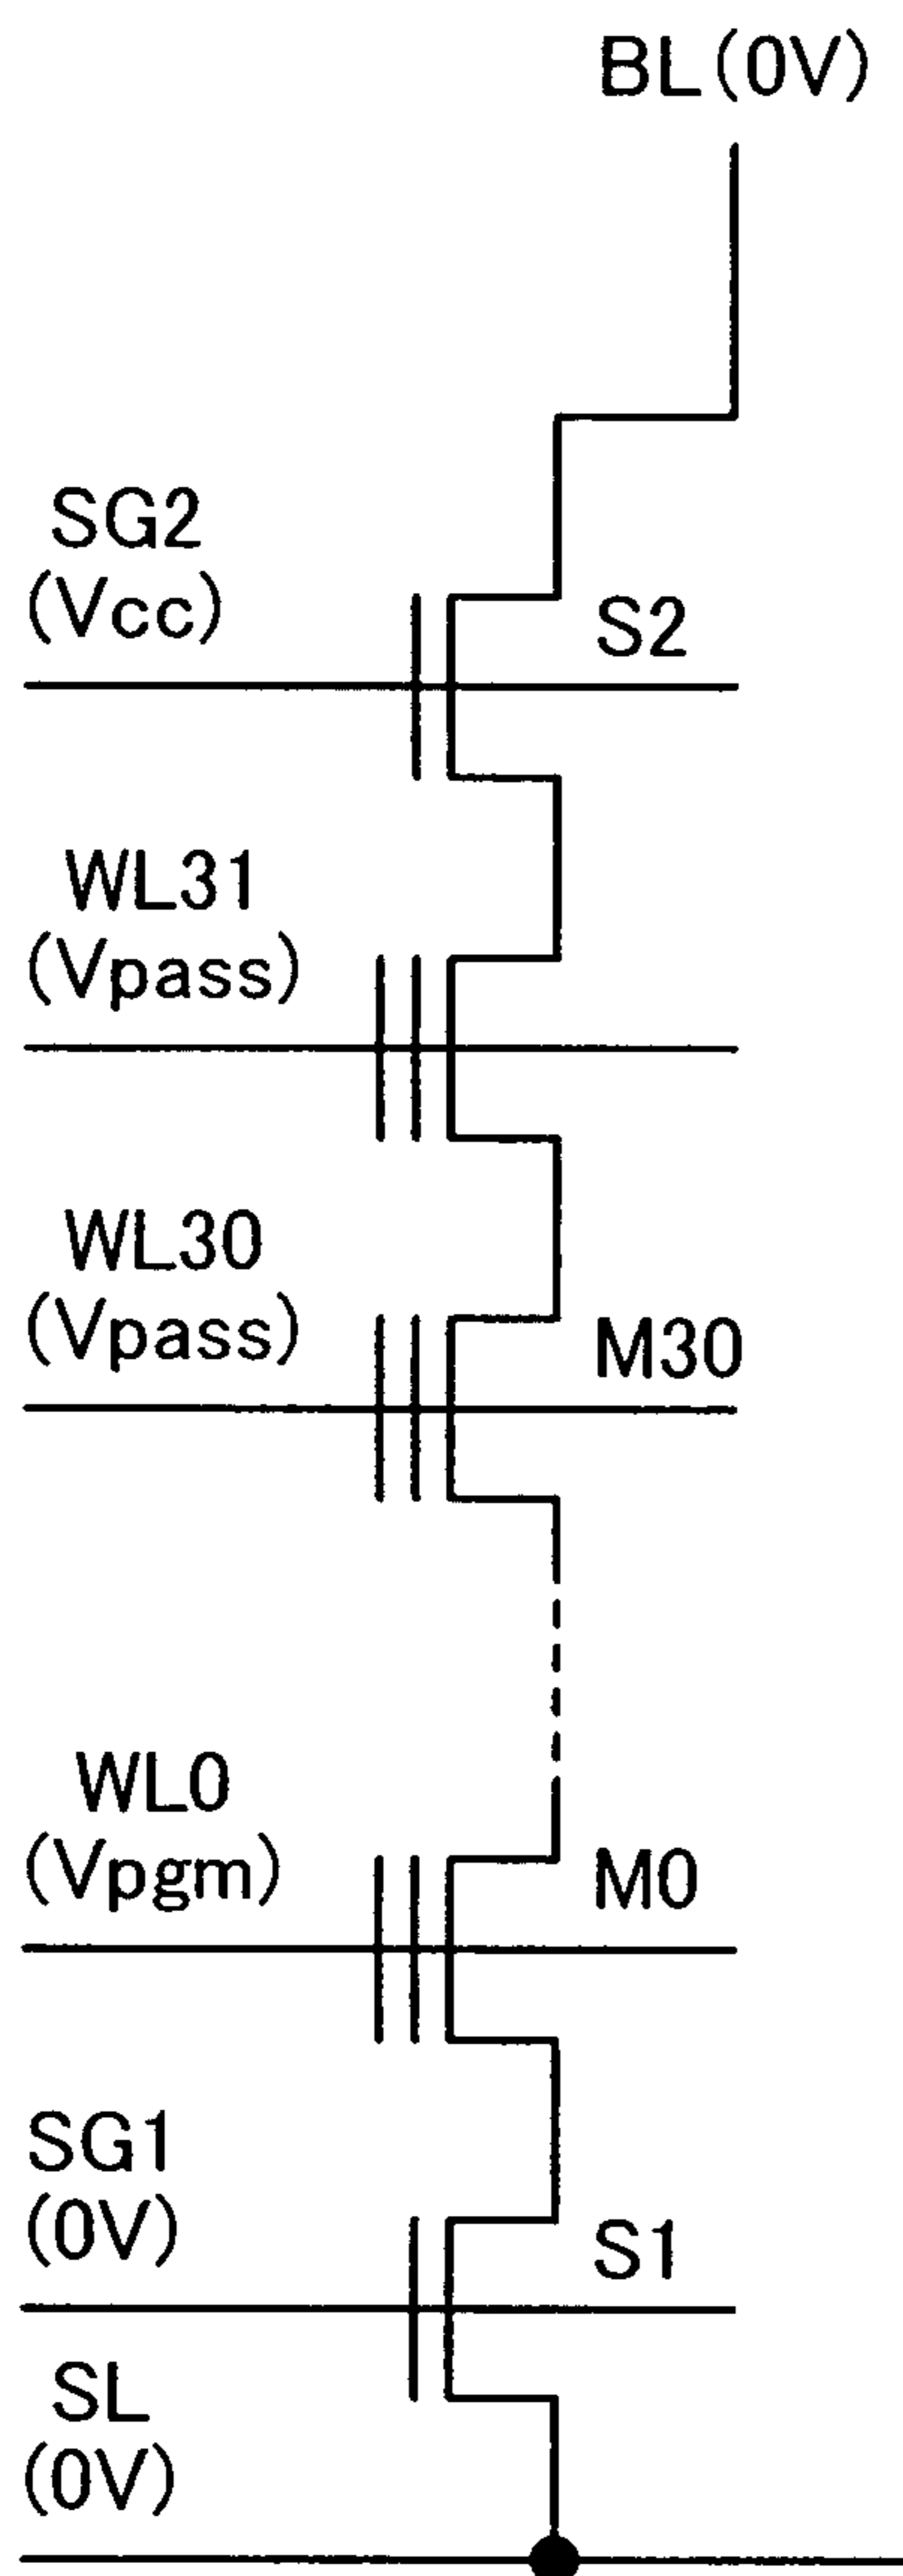 BL(0V)
SG2
(Vcc)
S2
WL31
(Vpass)
WL30
(Vpass)
M30
WL0
(Vpgm)
M0
SG1
(0V)
S1
SL
(0V)